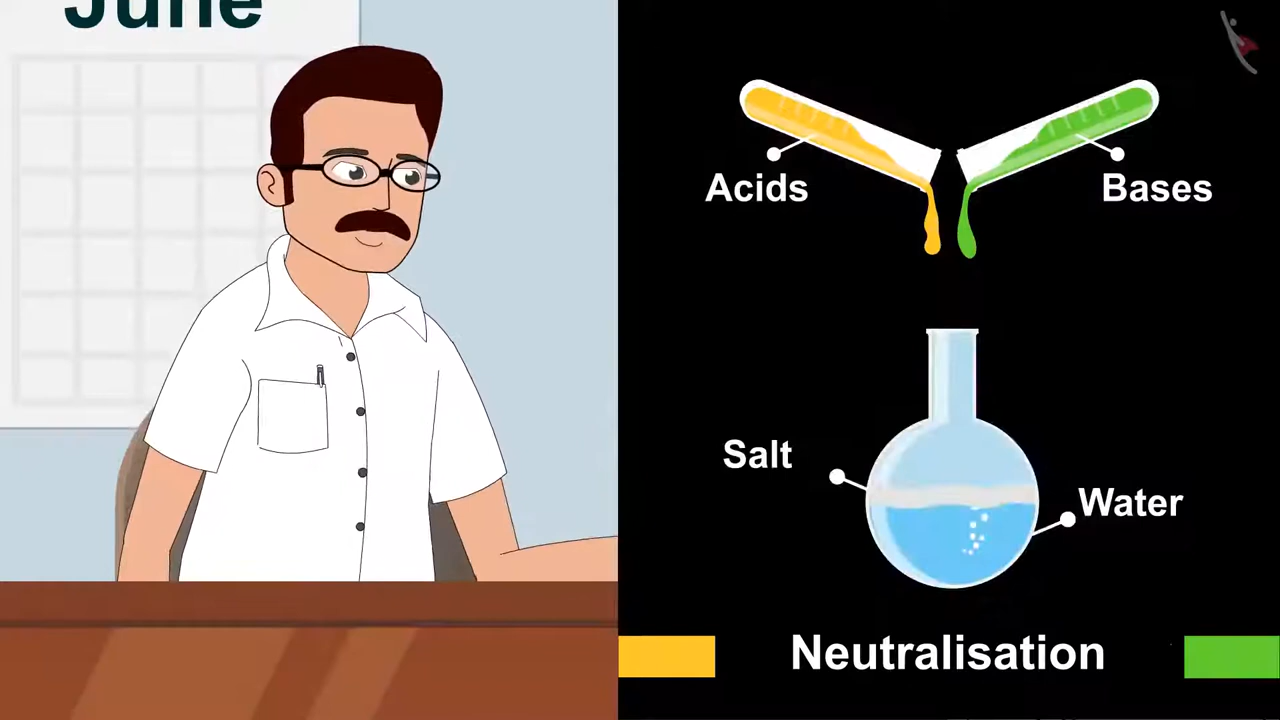 June
Acids
Bases
Salt
Water
Neutralisation